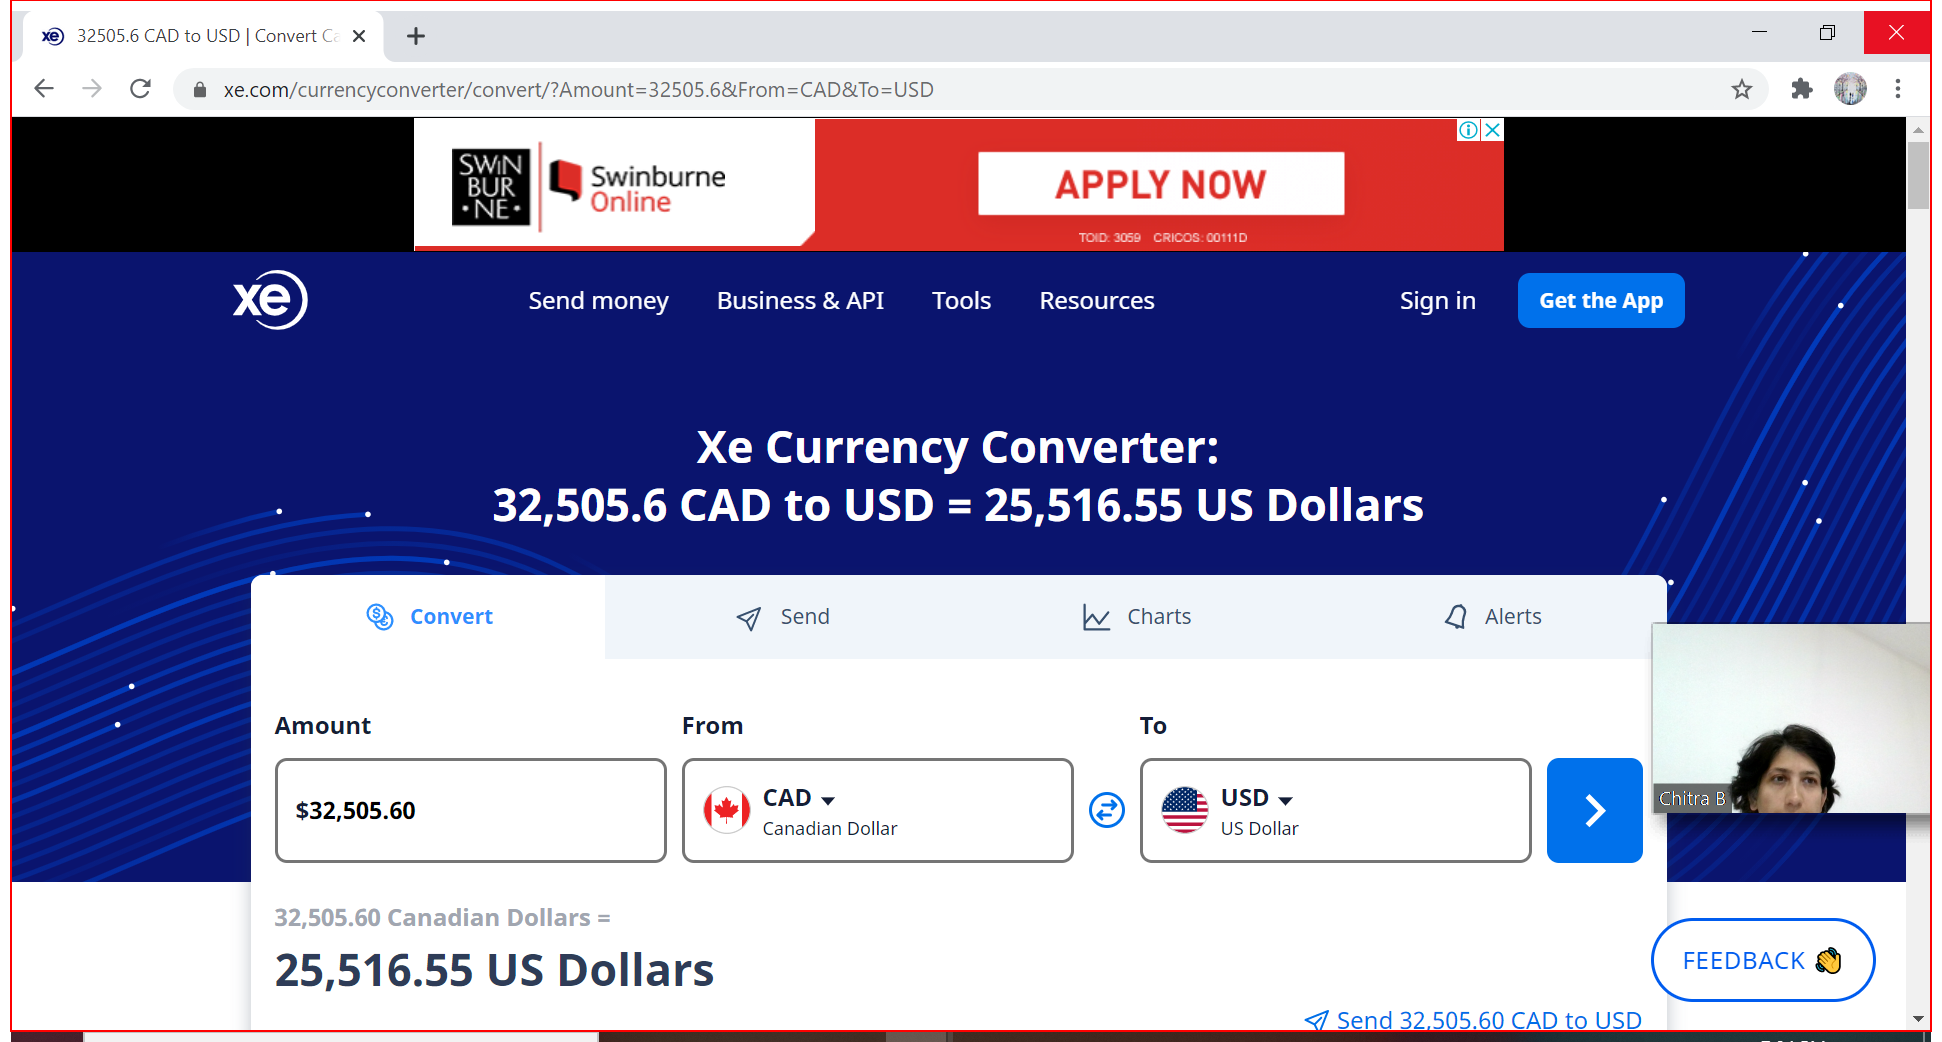 32505.6 CAD to USD | Convert Ca
xe.com/currencyconverter/convert/?Amount=32505.6&From=CAD&To=USD
SWIN
BUR
•NE•
Swinburne
Online
APPLY NOW
TOID: 3059 CRICOS: 00111D
xe
Send money
Business & API
Tools
Resources
Sign in
Get the App
Xe Currency Converter:
32,505.6 CAD to USD = 25,516.55 US Dollars
Convert
Send
Charts
Alerts
Amount
From
To
$32,505.60
CAD
Canadian Dollar
USD
US Dollar
Chitra B
32,505.60 Canadian Dollars =
25,516.55 US Dollars
FEEDBACK 👋
Send 32,505.60 CAD to USD